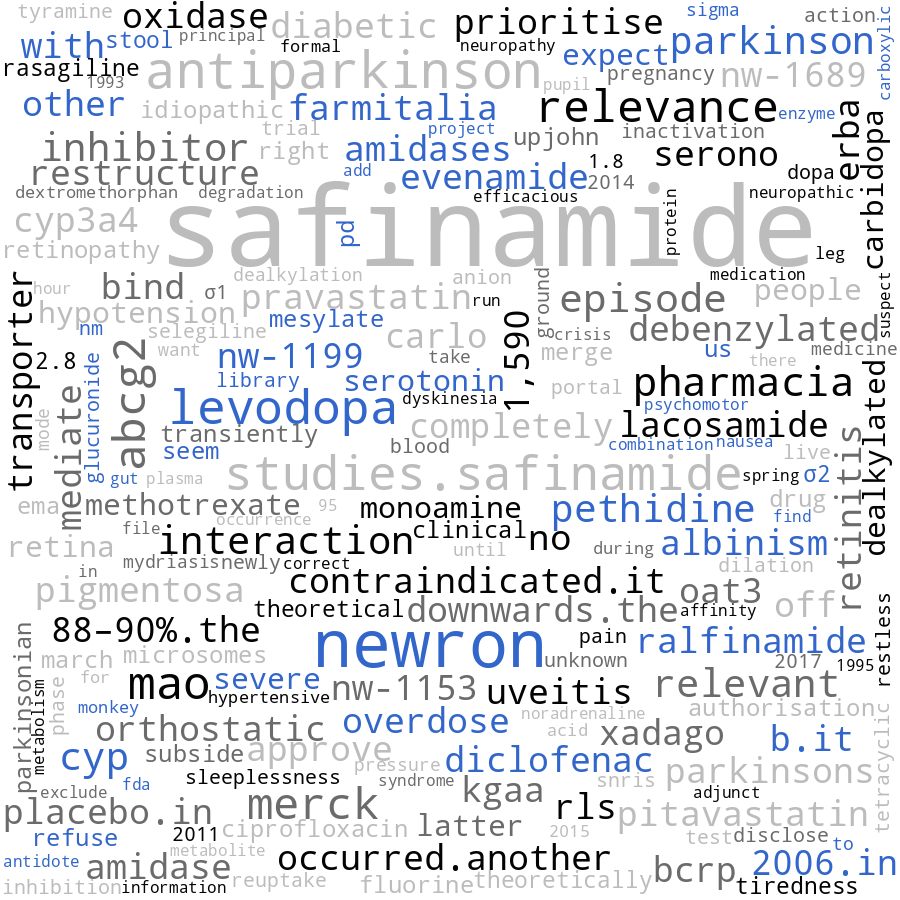 tyramine
oxidase
diabetic
prioritise
sigma
action
carboxylic
with
stool
principal
formal
neuropathy
expect
parkinson
rasagiline
1993
antiparkinson
pupil
pregnancy
nw-1689
other
idiopathic
farmitalia
relevance
enzyme
erba
carbidopa
trial
project
upjohn
inactivation
inhibitor
right
amidases
1.8
serono
restructure
add
evenamide
2014
dopa
dextromethorphan
degradation
efficacious
neuropathic
cyp3a4
safinamide
pd
protein
retinopathy
leg
transporter
bind
σ1
dealkylation
anion
ground
medication
suspect
hour
hypotension
pravastatin
run
episode
people
nm
selegiline
mesylate
carlo
1,590
crisis
debenzylated
want
abcg2
nw-1199
take
merge
us
medicine
2.8
there
library
serotonin
portal
pharmacia
dealkylated
mode
mediate
glucuronide
levodopa
dyskinesia
psychomotor
transiently
completely
lacosamide
retinitis
seem
blood
combination
nausea
live
gut
plasma
studies.safinamide
spring
σ2
ema
methotrexate
95
monoamine
pethidine
drug
find
occurrence
file
interaction
clinical
no
albinism
retina
until
during
mydriasis
newly
correct
dilation
in
pigmentosa
contraindicated.it
oat3
off
theoretical
downwards.the
affinity
restless
88–90%.the
newron
pain
ralfinamide
parkinsonian
march
microsomes
unknown
2017
1995
for
mao
severe
nw-1153
uveitis
relevant
metabolism
phase
hypertensive
monkey
noradrenaline
authorisation
orthostatic
overdose
acid
xadago
b.it
tetracyclic
cyp
subside
approve
pressure
diclofenac
parkinsons
fda
sleeplessness
syndrome
snris
exclude
kgaa
adjunct
placebo.in
merck
rls
pitavastatin
refuse
2011
ciprofloxacin
latter
2015
test
disclose
to
antidote
metabolite
amidase
occurred.another
bcrp
2006.in
inhibition
information
reuptake
fluorine
theoretically
tiredness